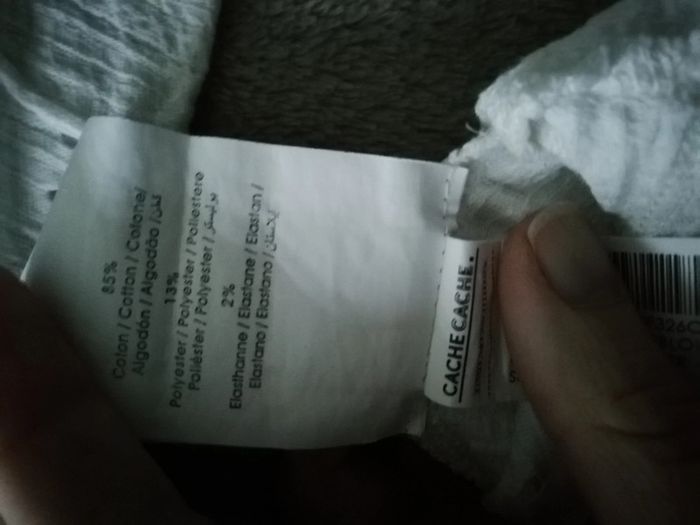 85%
Coton / Cotton / Cotone/
Algodón / Algodão / قطن
13%
Polyester / Polyester / Poliestere
Poliéster / Polyester / بوليستر
2%
Elasthanne / Elastane / Elastan /
Elastano / Elastano / إيلاستان
CACHE CACHE.